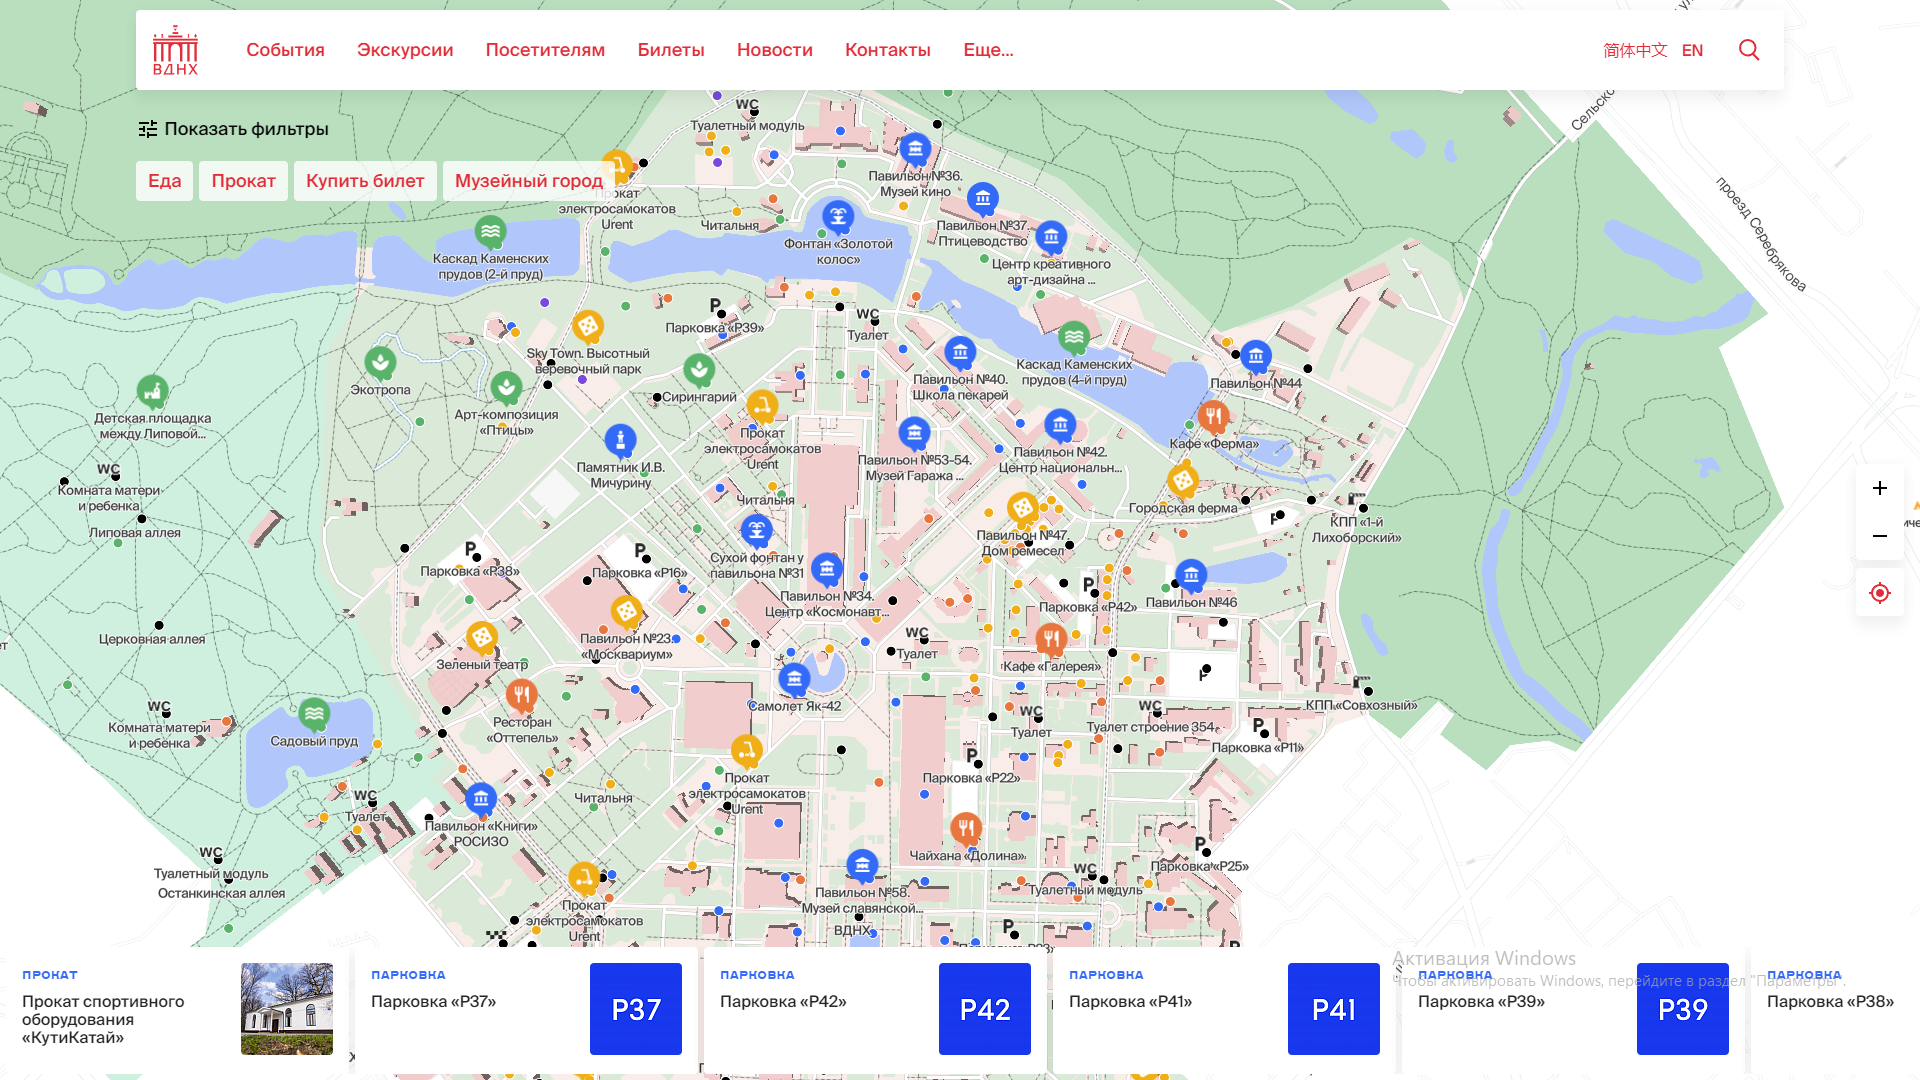 ВДНХ
События
Экскурсии
Посетителям
Билеты
Новости
Контакты
Еще...
简体中文
EN
Показать фильтры
Еда
Прокат
Купить билет
Музейный город
WC
Туалетный модуль
Прокат
электросамокатов
Urent
Читальня
Павильон №36.
Музей кино
Павильон №37.
Птицеводство
Фонтан «Золотой
колос»
Центр креативного
арт-дизайна ...
Каскад Каменских
прудов (2-й пруд)
Сельско
проезд Серебрякова
P
Парковка «P39»
WC
Туалет
Sky Town. Высотный
веревочный парк
Экотропа
Сирингарий
Арт-композиция
«Птицы»
Павильон №40.
Школа пекарей
Каскад Каменских
прудов (4-й пруд)
Павильон №44
Детская площадка
между Липовой...
Прокат
электросамокатов
Urent
Кафе «Ферма»
Памятник И.В.
Мичурину
Павильон №53-54.
Музей Гаража ...
Павильон №42.
Центр национальн...
WC
Комната матери
и ребенка
Липовая аллея
Читальня
Городская ферма
P
КПП «1-й
Лихоборский»
Павильон №47.
Дом ремесел
P
Парковка «P38»
P
Парковка «P16»
Сухой фонтан у
павильона №31
Павильон №34.
Центр «Космонавт...
P
Парковка «P42»
Павильон №46
Церковная аллея
Павильон №23.
«Москвариум»
Зеленый театр
WC
Туалет
Кафе «Галерея»
P
WC
Комната матери
и ребенка
Садовый пруд
Ресторан
«Оттепель»
Самолет Як-42
WC
Туалет
WC
Туалет строение 354
КПП «Совхозный»
P
Парковка «P11»
P
Парковка «P22»
Прокат
электросамокатов
Urent
Читальня
WC
Туалет
Павильон «Книги»
РОСИЗО
Чайхана «Долина»
P
Парковка «P25»
WC
Туалетный модуль
Останкинская аллея
WC
Туалетный модуль
Прокат
электросамокатов
Urent
Павильон №58.
Музей славянской...
ВДНХ
P
Активация Windows
Чтобы активировать Windows, перейдите в раздел "Параметры".
ПРОКАТ
Прокат спортивного
оборудования
«КутиКатай»
ПАРКОВКА
Парковка «P37»
P37
ПАРКОВКА
Парковка «P42»
P42
ПАРКОВКА
Парковка «P41»
P41
ПАРКОВКА
Парковка «P39»
P39
ПАРКОВКА
Парковка «P38»